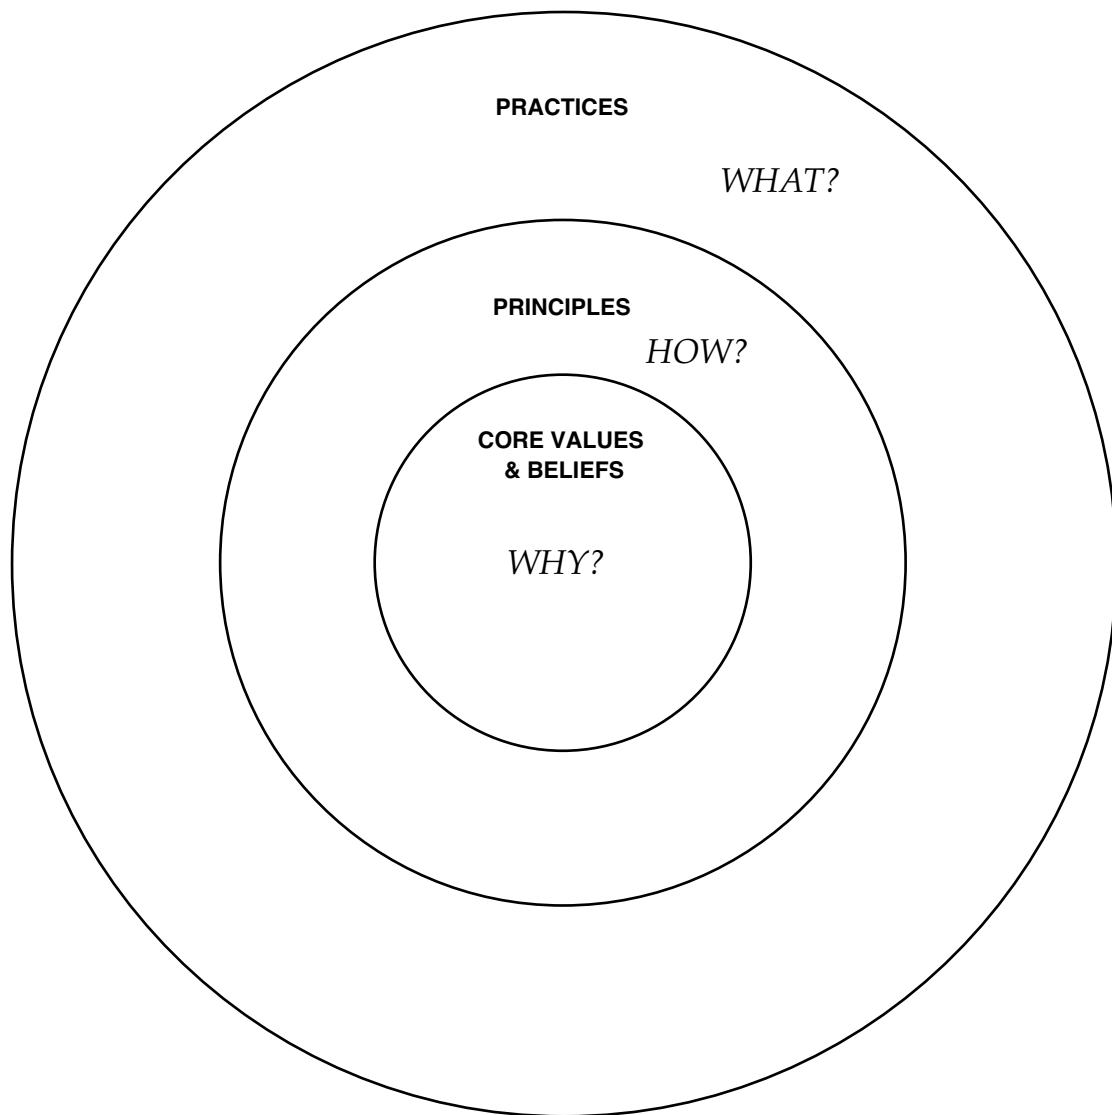 PRACTICES
WHAT?
PRINCIPLES
HOW?
CORE VALUES
& BELIEFS
WHY?